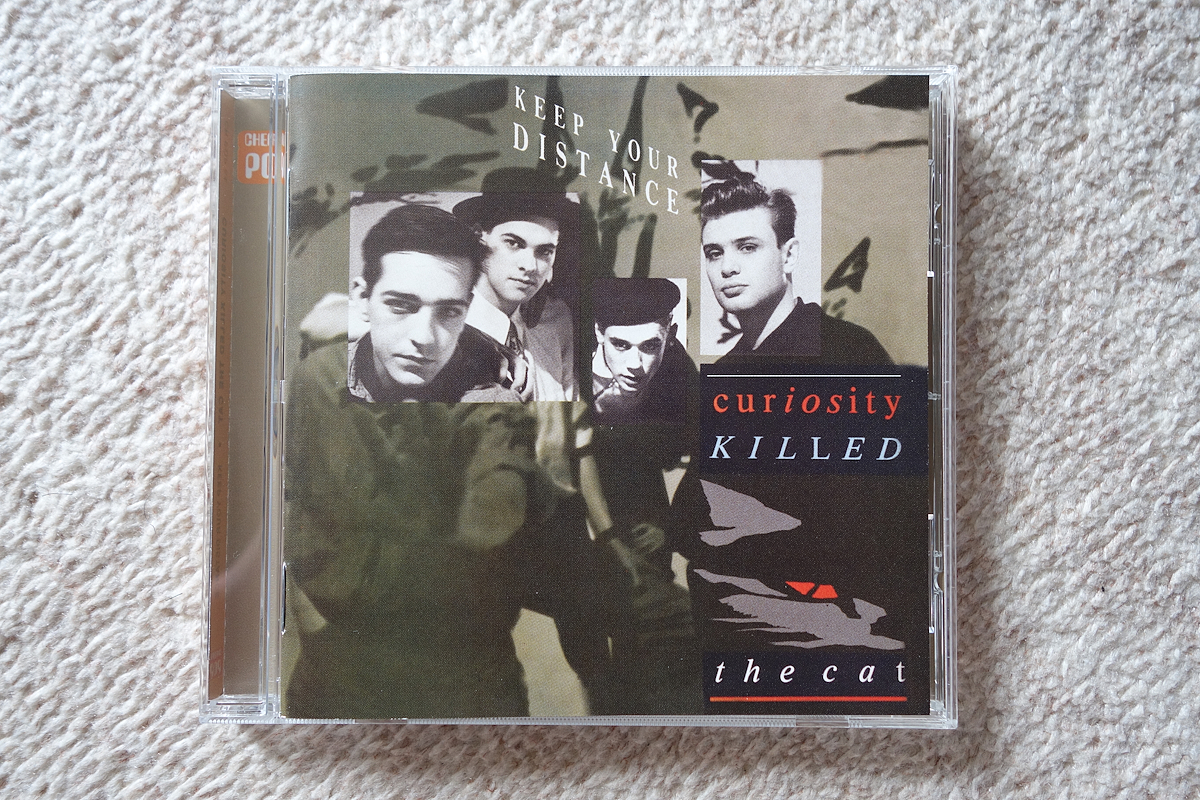 KEEP YOUR
DISTANCE
curiosity
KILLED
the cat